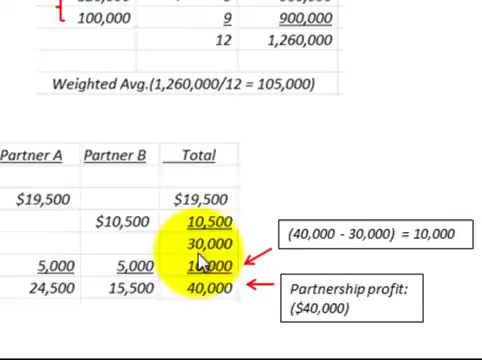 100,000 9 900,000
12 1,260,000
Weighted Avg.(1,260,000/12 = 105,000)
Partner A Partner B Total
$19,500 $19,500
$10,500 10,500
30,000
(40,000 - 30,000) = 10,000
5,000 5,000 10,000
24,500 15,500 40,000
Partnership profit:
($40,000)